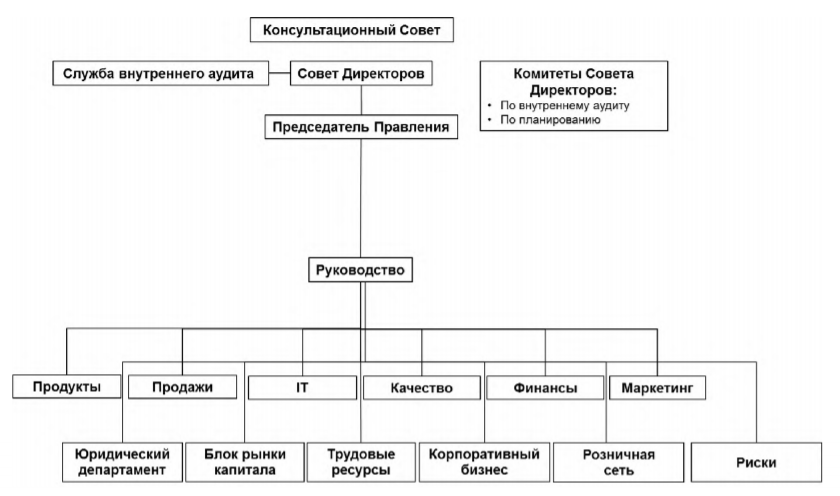 Консультационный Совет
Служба внутреннего аудита
Совет Директоров
Комитеты Совета
Директоров:
• По внутреннему аудиту
• По планированию
Председатель Правления
Руководство
Продукты
Продажи
IT
Качество
Финансы
Маркетинг
Юридический
департамент
Блок рынки
капитала
Трудовые
ресурсы
Корпоративный
бизнес
Розничная
сеть
Риски